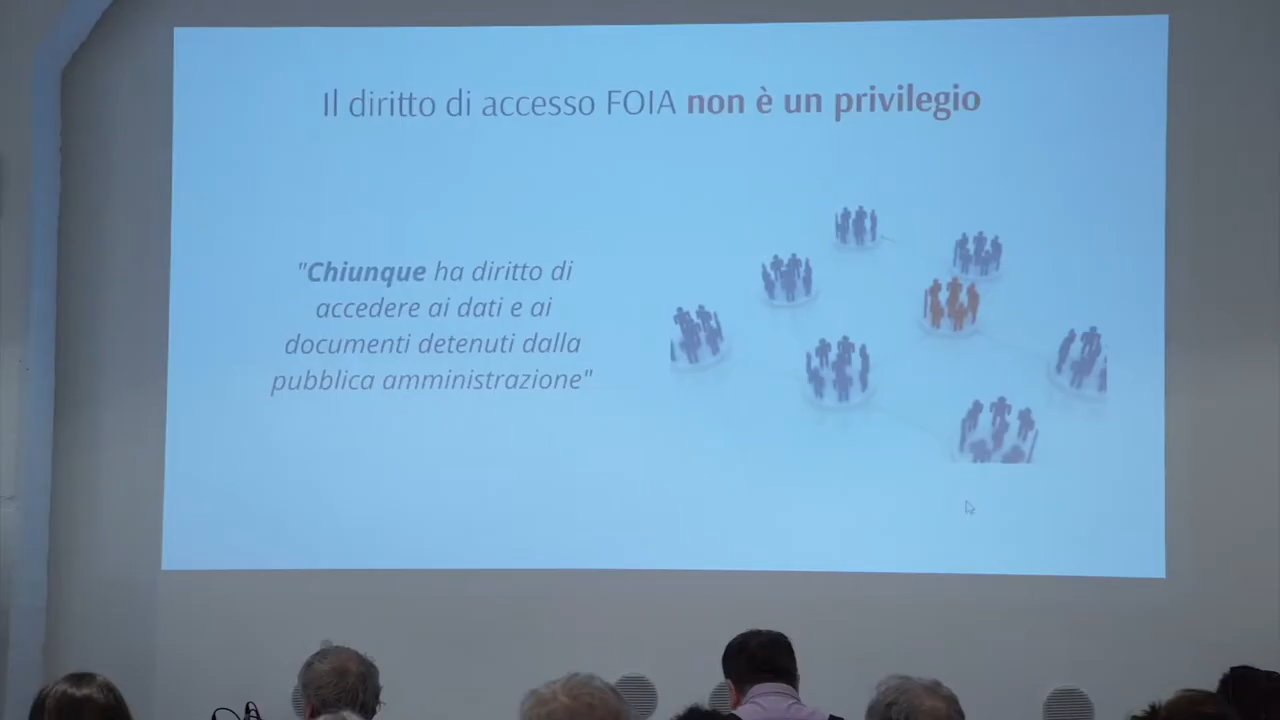 Il diritto di accesso FOIA non è un privilegio
"Chiunque ha diritto di
accedere ai dati e ai
documenti detenuti dalla
pubblica amministrazione"